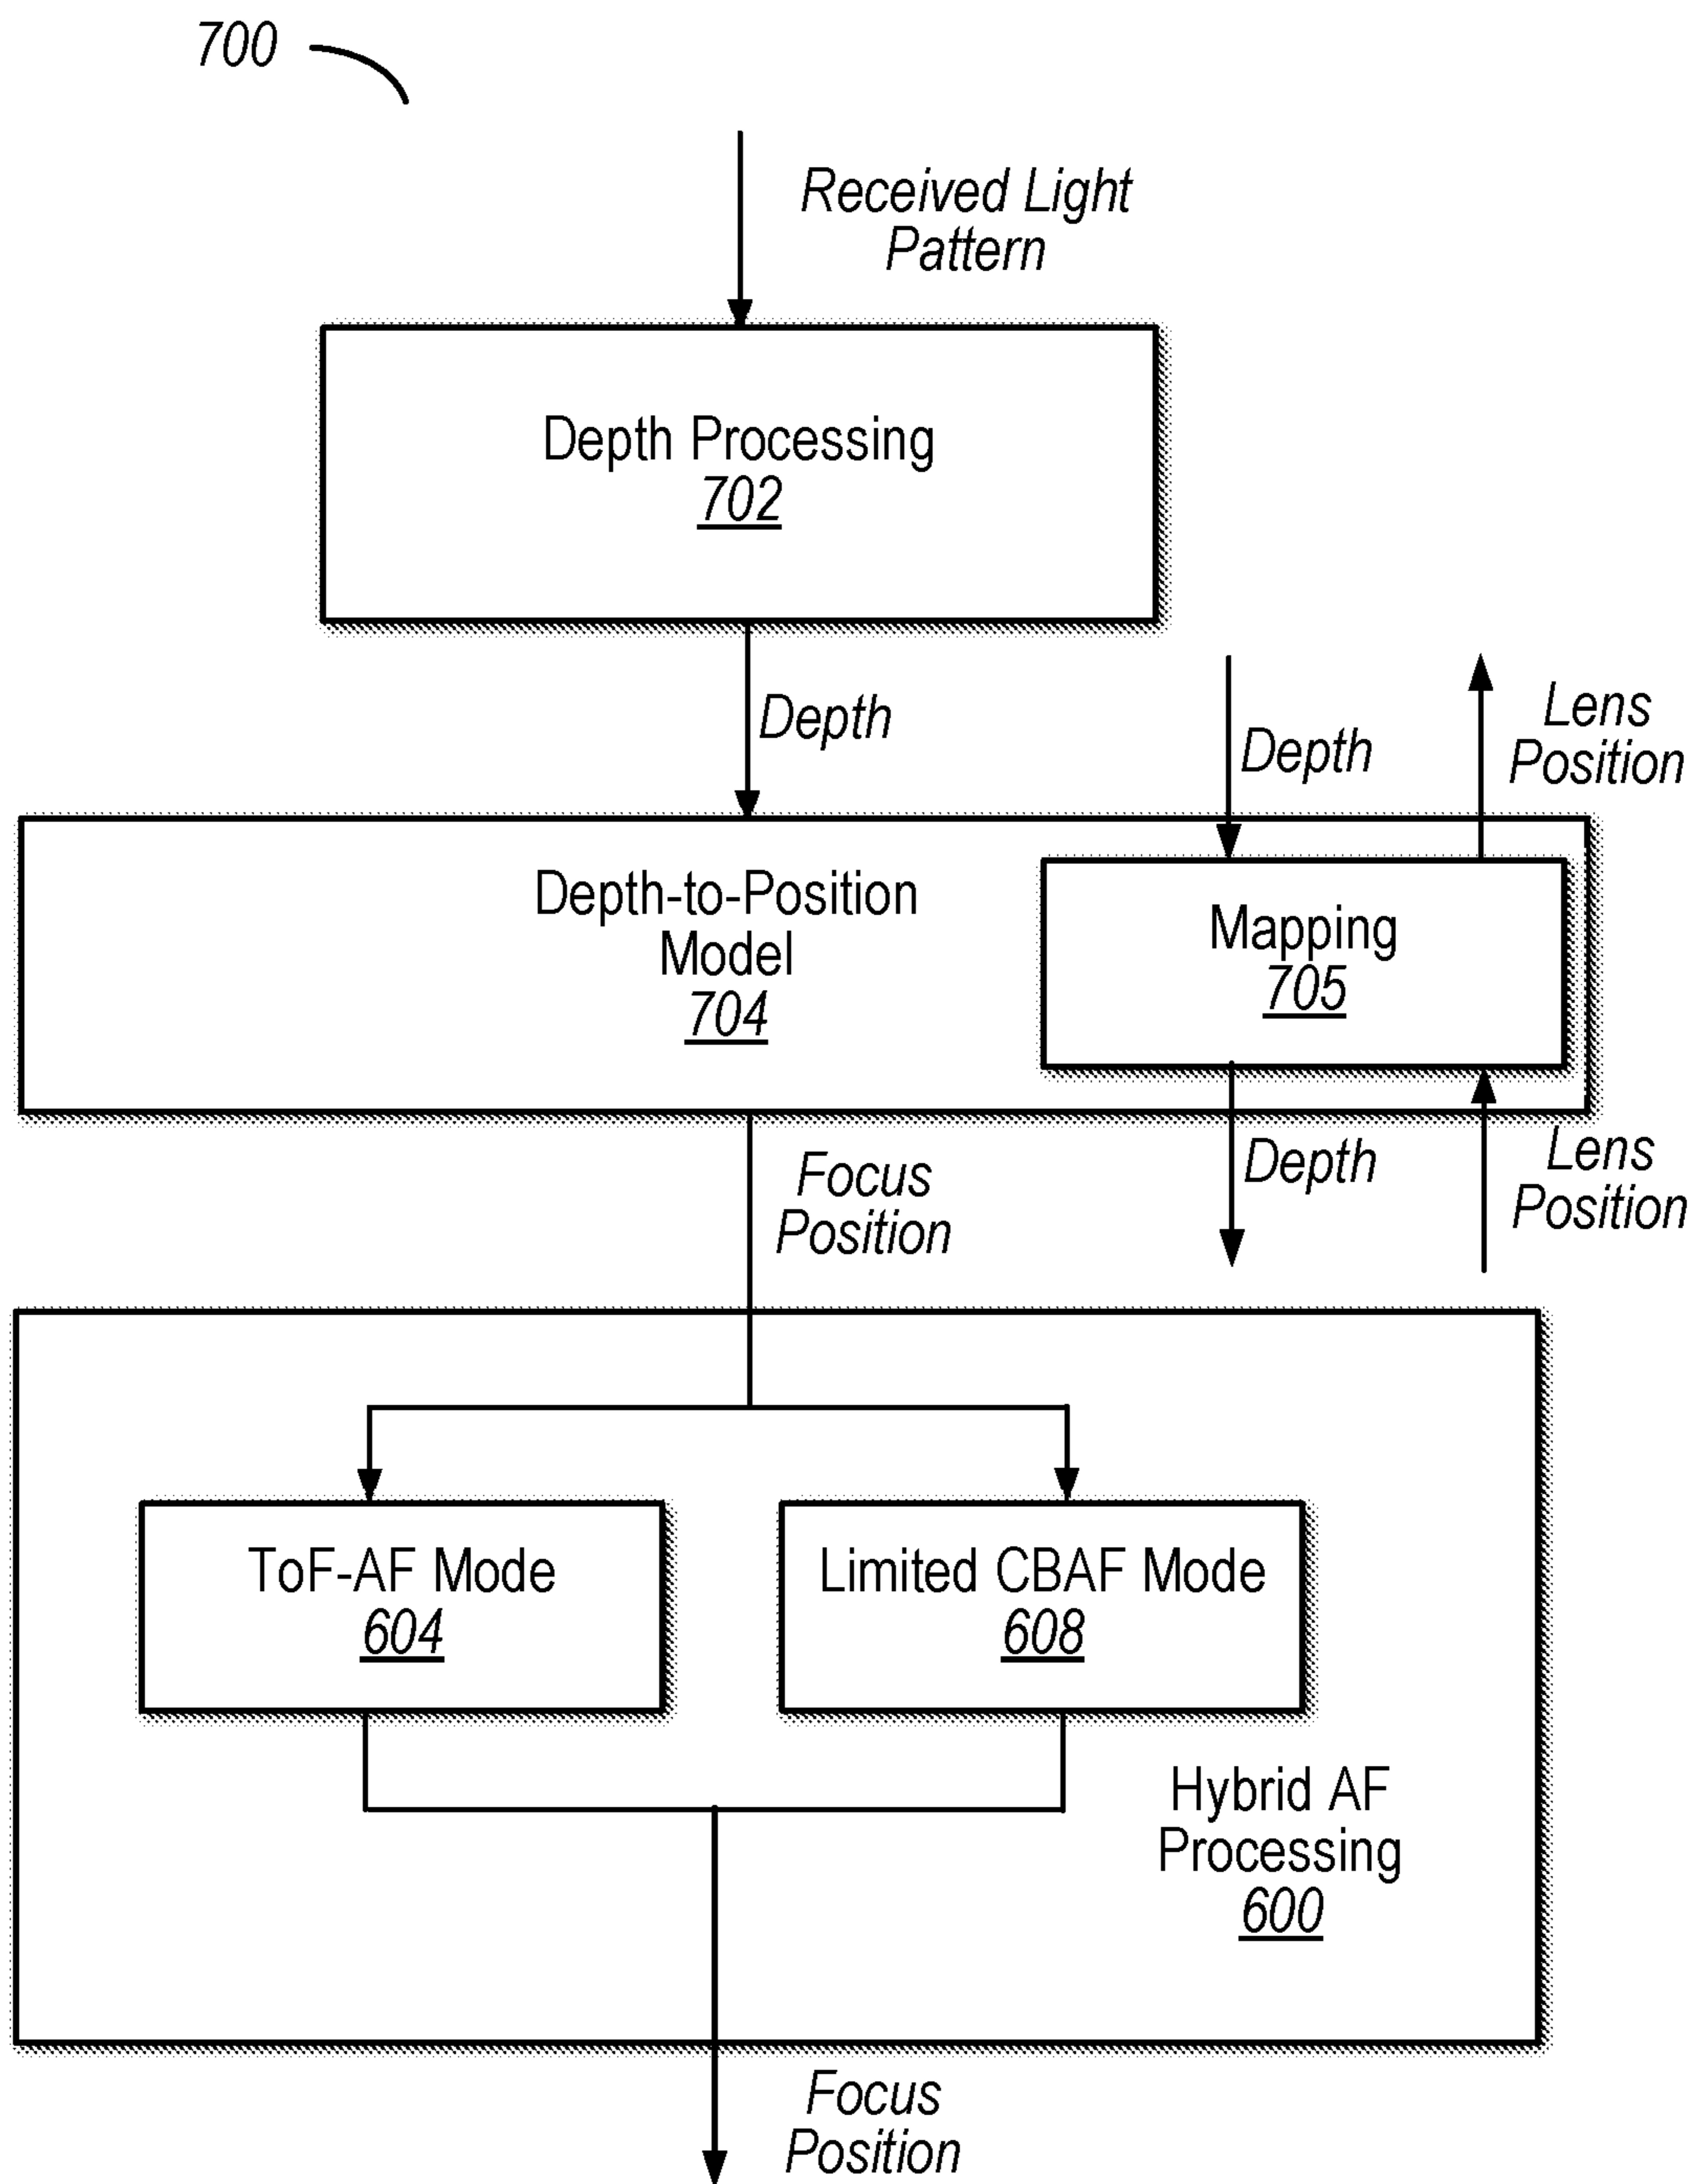 700
Received Light
Pattern
Depth Processing
702
Depth
Depth
Lens
Position
Depth-to-Position
Model
704
Mapping
705
Focus
Position
Depth
Lens
Position
ToF-AF Mode
604
Limited CBAF Mode
608
Hybrid AF
Processing
600
Focus
Position